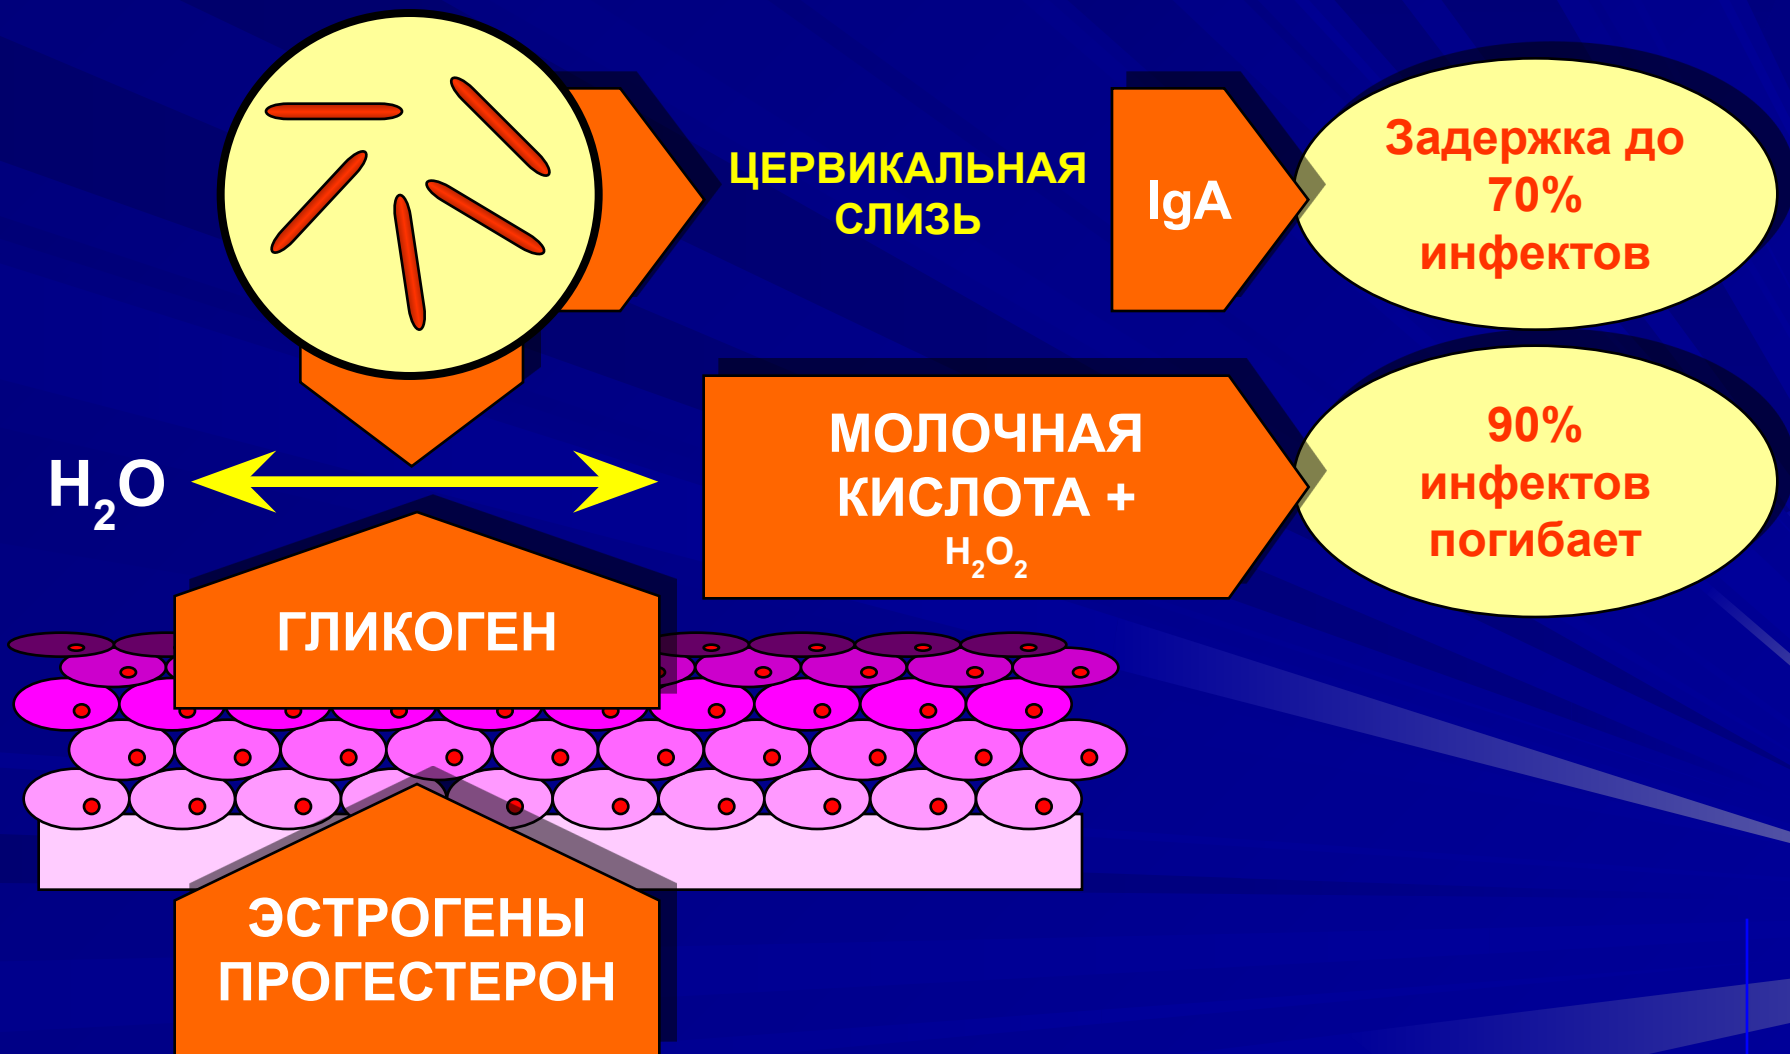 ЦЕРВИКАЛЬНАЯ
СЛИЗЬ
IgA
Задержка до
70%
инфектов
H₂O
МОЛОЧНАЯ
КИСЛОТА +
H₂O₂
90%
инфектов
погибает
ГЛИКОГЕН
ЭСТРОГЕНЫ
ПРОГЕСТЕРОН